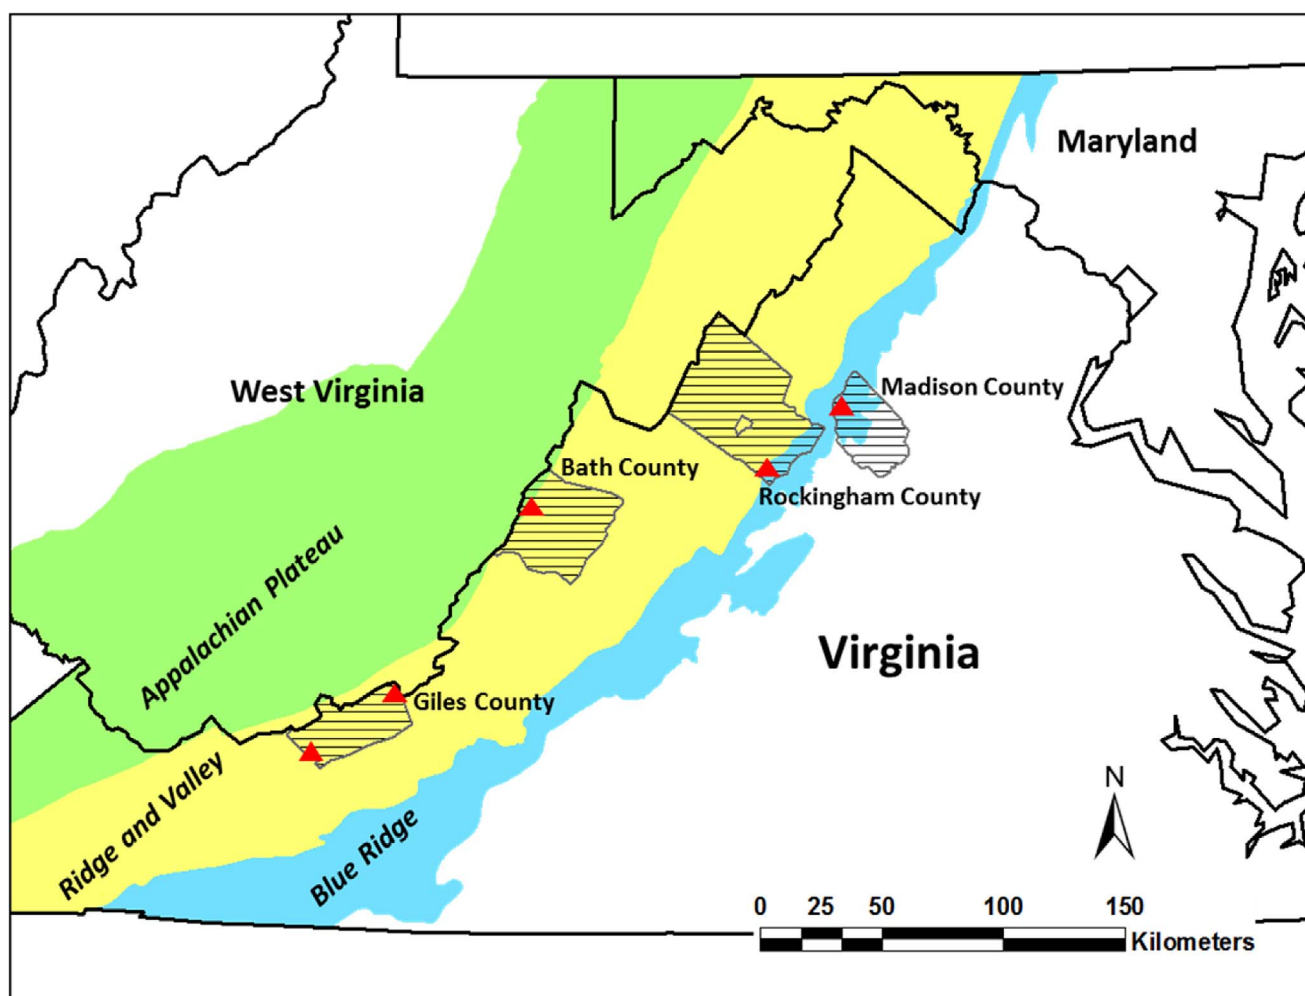 Maryland
West Virginia
Madison County
Bath County
Rockingham County
Appalachian Plateau
Virginia
Giles County
Ridge and Valley
Blue Ridge
N
0 25 50 100 150
Kilometers